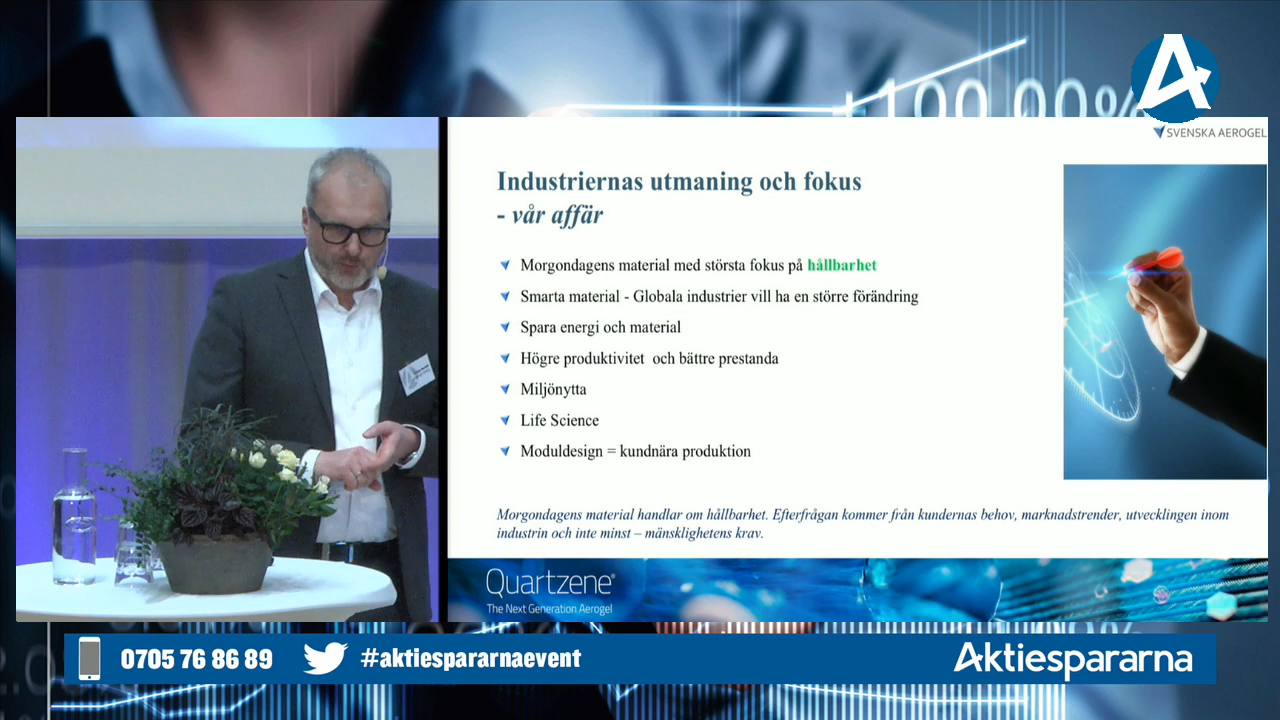 +100,00%
A
SVENSKA AEROGEL
Industriernas utmaning och fokus
- vår affär
Morgondagens material med största fokus på hållbarhet
Smarta material - Globala industrier vill ha en större förändring
Spara energi och material
Högre produktivitet och bättre prestanda
Miljönytta
Life Science
Moduldesign = kundnära produktion
Morgondagens material handlar om hållbarhet. Efterfrågan kommer från kundernas behov, marknadstrender, utvecklingen inom
industrin och inte minst – mänsklighetens krav.
Quartzene®
The Next Generation Aerogel
0705 76 86 89
#aktiespararnaevent
Aktiespararna